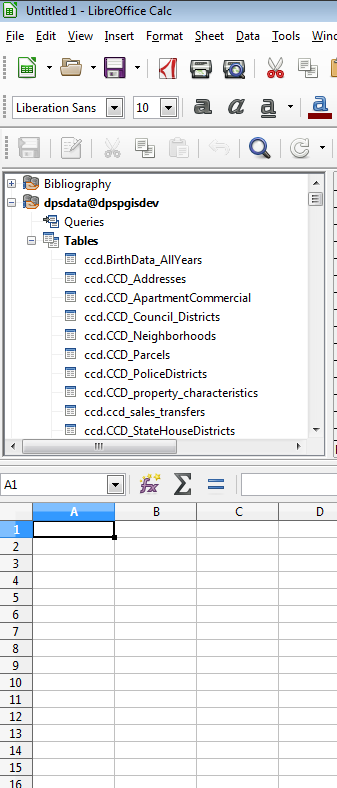 Untitled 1 - LibreOffice Calc
File Edit View Insert Format Sheet Data Tools
Liberation Sans 10 a a a a
Bibliography
dpsdata@dpspgisdev
Queries
Tables
ccd.BirthData_AllYears
ccd.CCD_Addresses
ccd.CCD_ApartmentCommercial
ccd.CCD_Council_Districts
ccd.CCD_Neighborhoods
ccd.CCD_Parcels
ccd.CCD_PoliceDistricts
ccd.CCD_property_characteristics
ccd.ccd_sales_transfers
ccd.CCD_StateHouseDistricts
A1 fx Σ =
A B C D
1
2
3
4
5
6
7
8
9
10
11
12
13
14
15
16